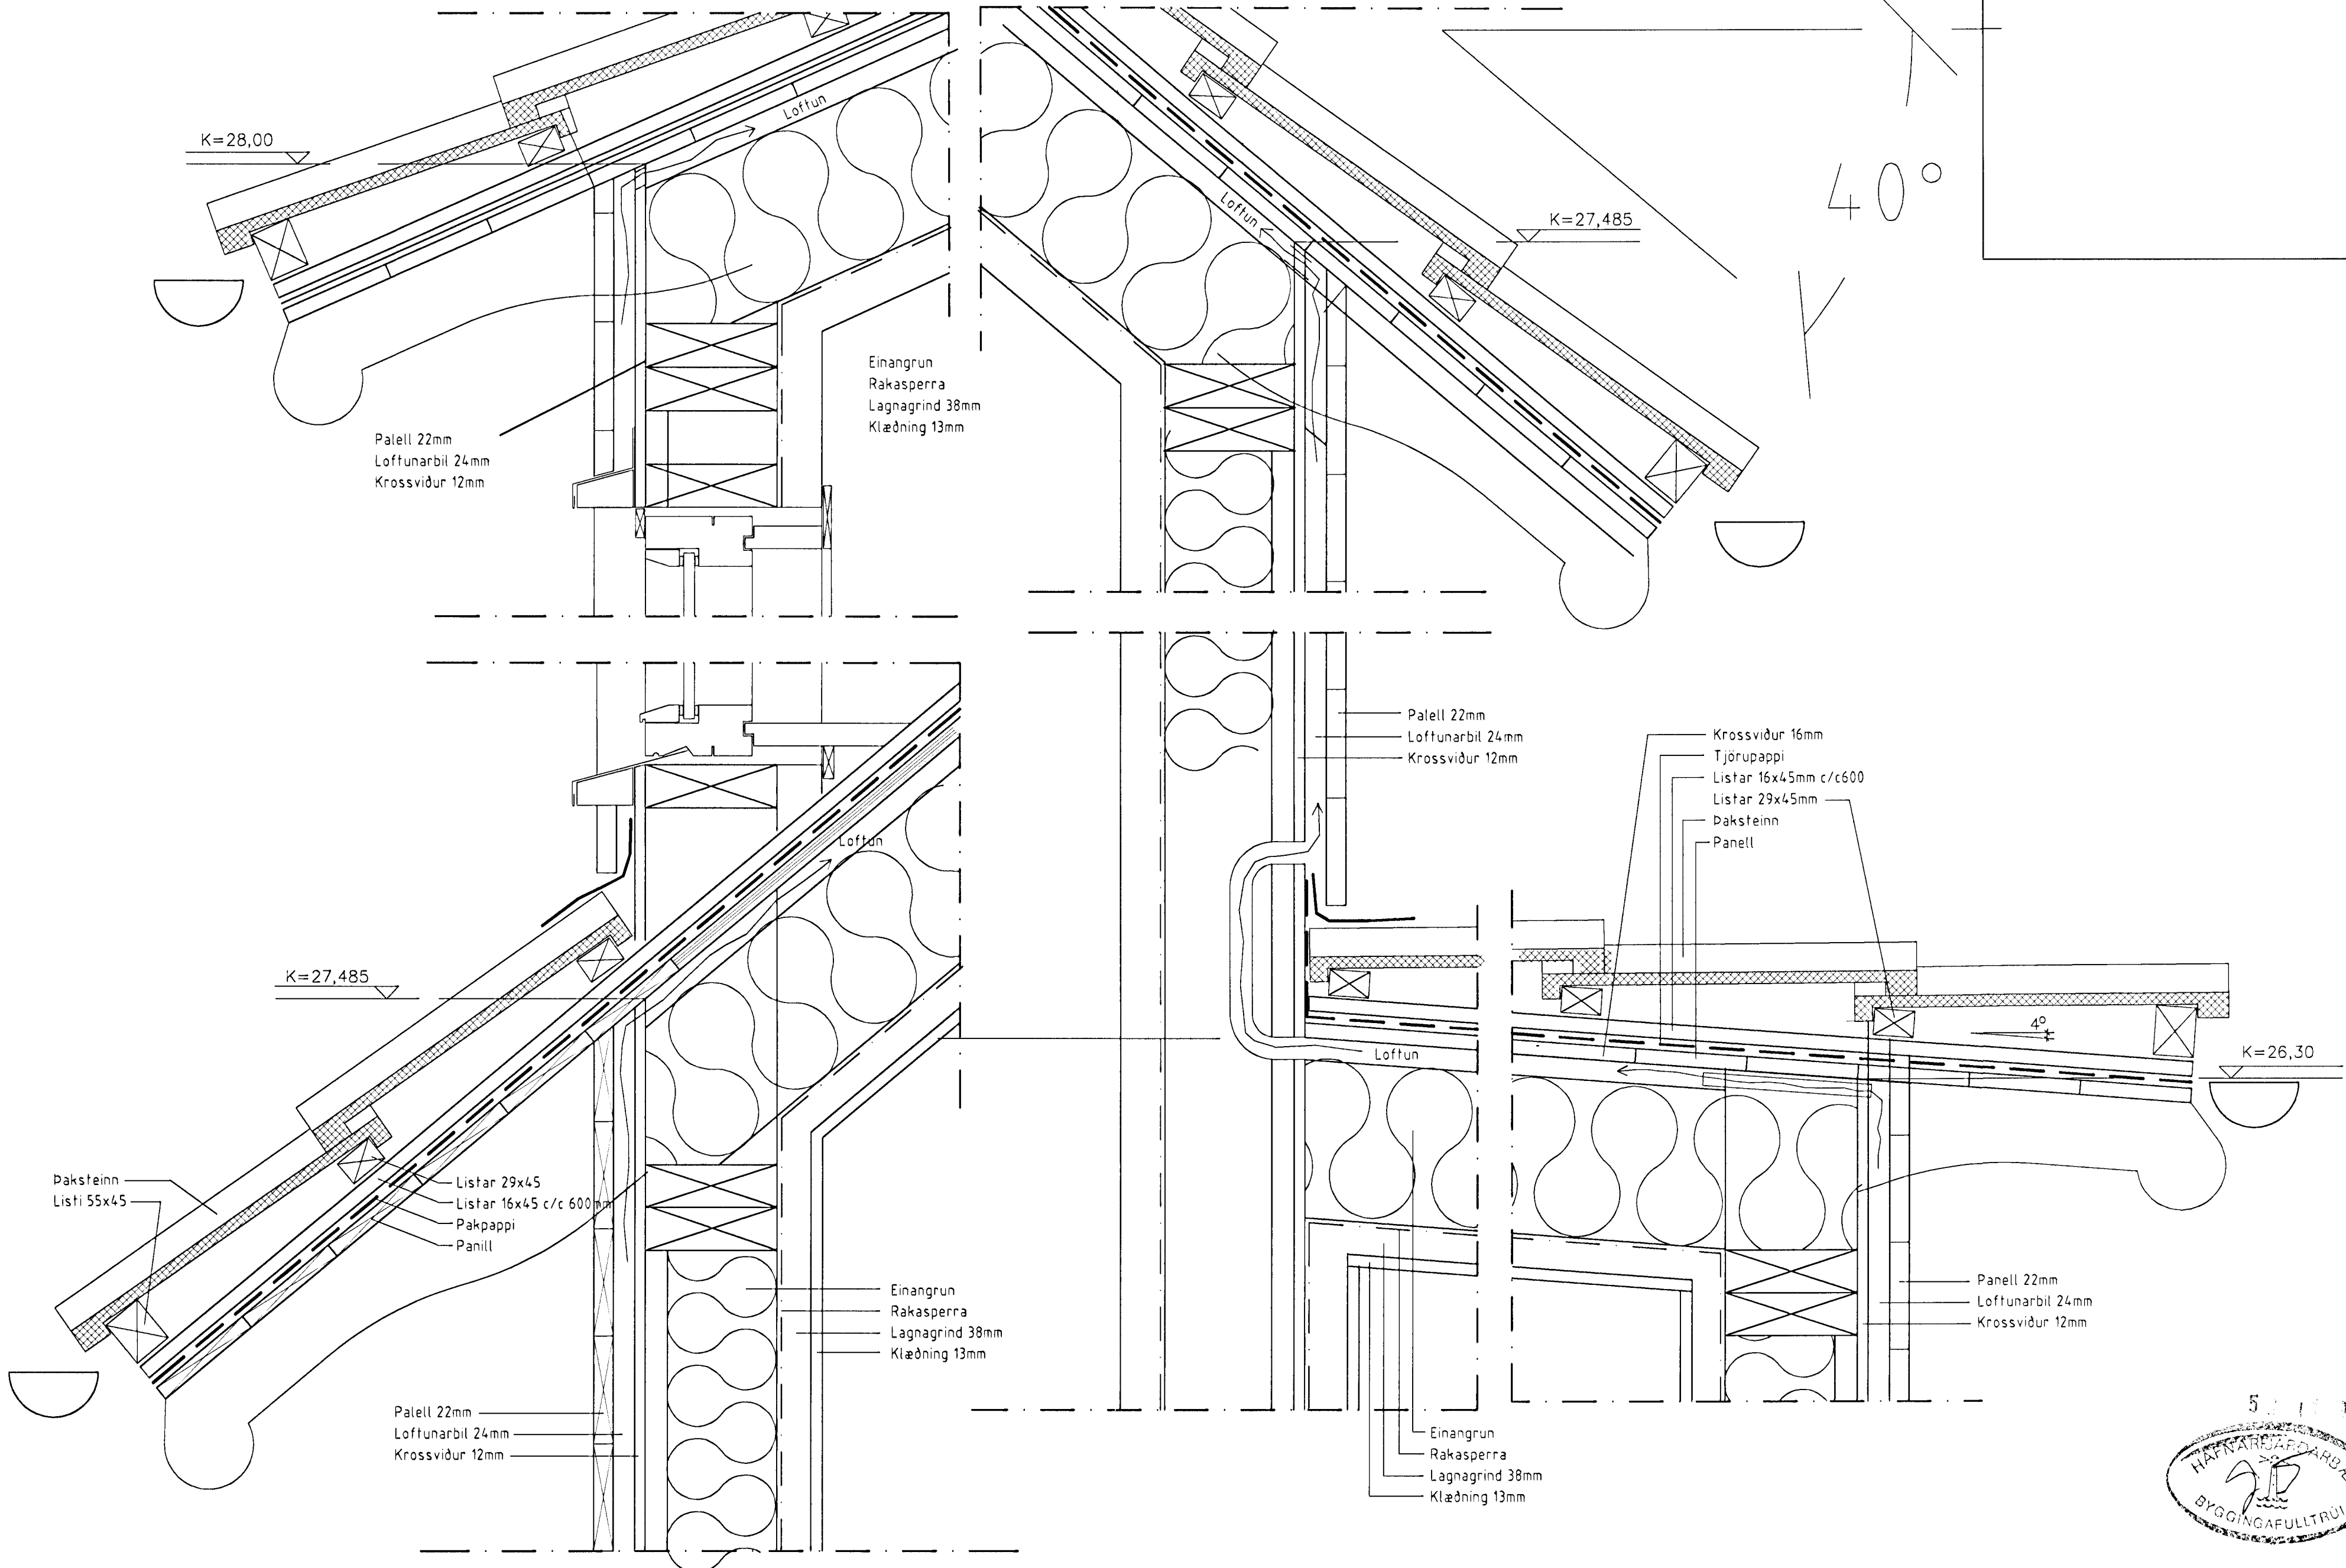 K=28,00
Loftun
Palell 22mm
Loftunarbil 24mm
Krossviður 12mm
Einangrun
Rakasperra
Lagnagrind 38mm
Klæðning 13mm
Loftun
K=27,485
40°
Loftun
K=27,485
Þaksteinn
Listi 55x45
Listar 29x45
Listar 16x45 c/c 600mm
Pakpappi
Panill
Einangrun
Rakasperra
Lagnagrind 38mm
Klæðning 13mm
Palell 22mm
Loftunarbil 24mm
Krossviður 12mm
Palell 22mm
Loftunarbil 24mm
Krossviður 12mm
Krossviður 16mm
Tjörupappi
Listar 16x45mm c/c600
Listar 29x45mm
Þaksteinn
Panell
Loftun
4°
K=26,30
Panell 22mm
Loftunarbil 24mm
Krossviður 12mm
Einangrun
Rakasperra
Lagnagrind 38mm
Klæðning 13mm
HAFNARFJARÐARBÆ
BYGGINGAFULLTRÚI